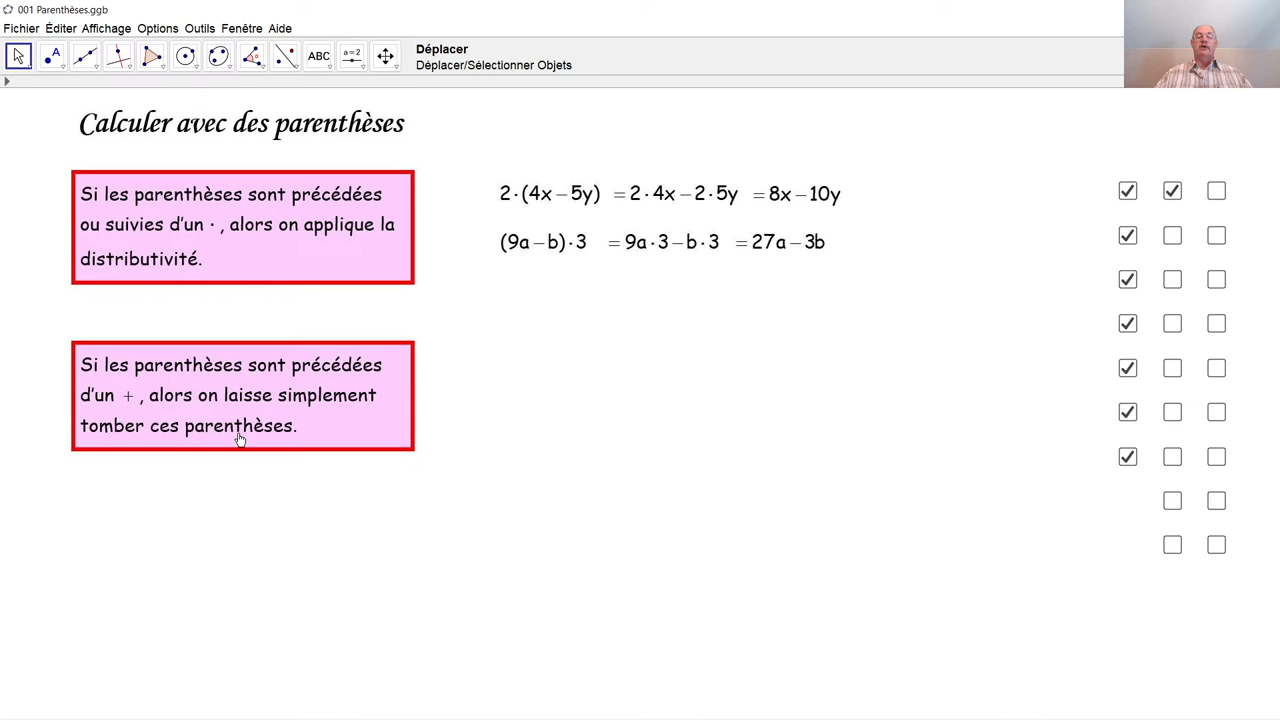 001 Parenthèses.ggb
Fichier Éditer Affichage Options Outils Fenêtre Aide
A
ABC
a=2
Déplacer
Déplacer/Sélectionner Objets
Calculer avec des parenthèses
Si les parenthèses sont précédées
ou suivies d'un · , alors on applique la
distributivité.
2·(4x−5y) =2·4x−2·5y =8x−10y
(9a−b)·3 =9a·3−b·3 =27a−3b
Si les parenthèses sont précédées
d'un + , alors on laisse simplement
tomber ces parenthèses.